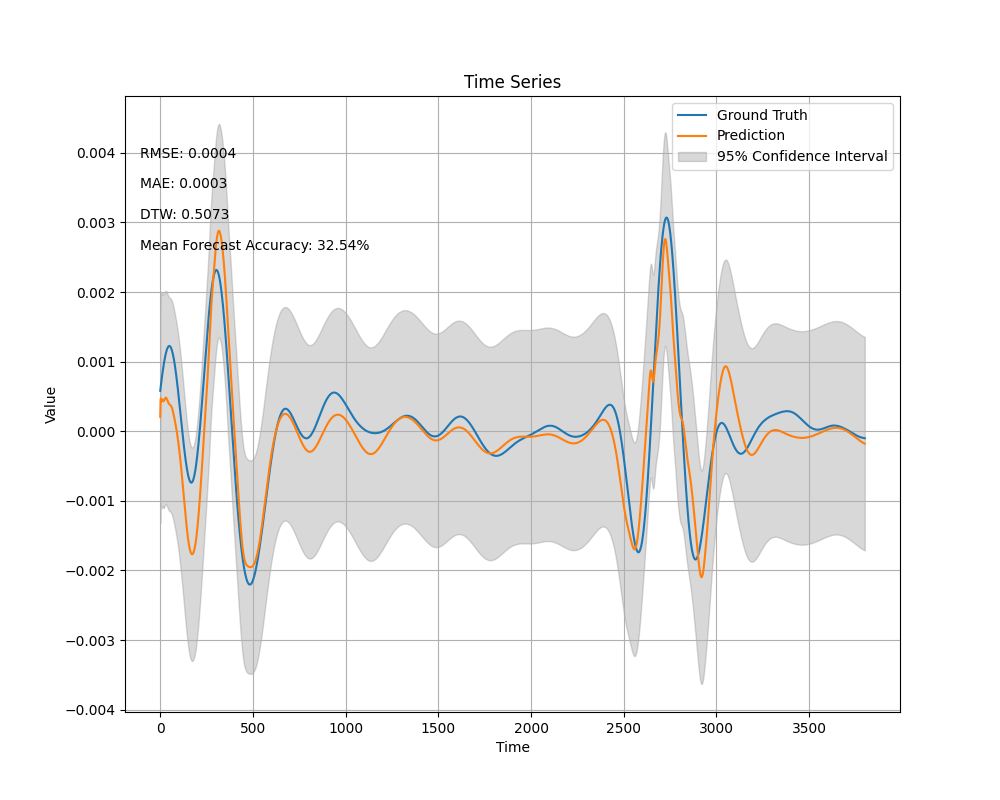 Time Series
Ground Truth
Prediction
95% Confidence Interval
RMSE: 0.0004
MAE: 0.0003
DTW: 0.5073
Mean Forecast Accuracy: 32.54%
0.004
0.003
0.002
0.001
0.000
−0.001
−0.002
−0.003
−0.004
Value
0 500 1000 1500 2000 2500 3000 3500
Time